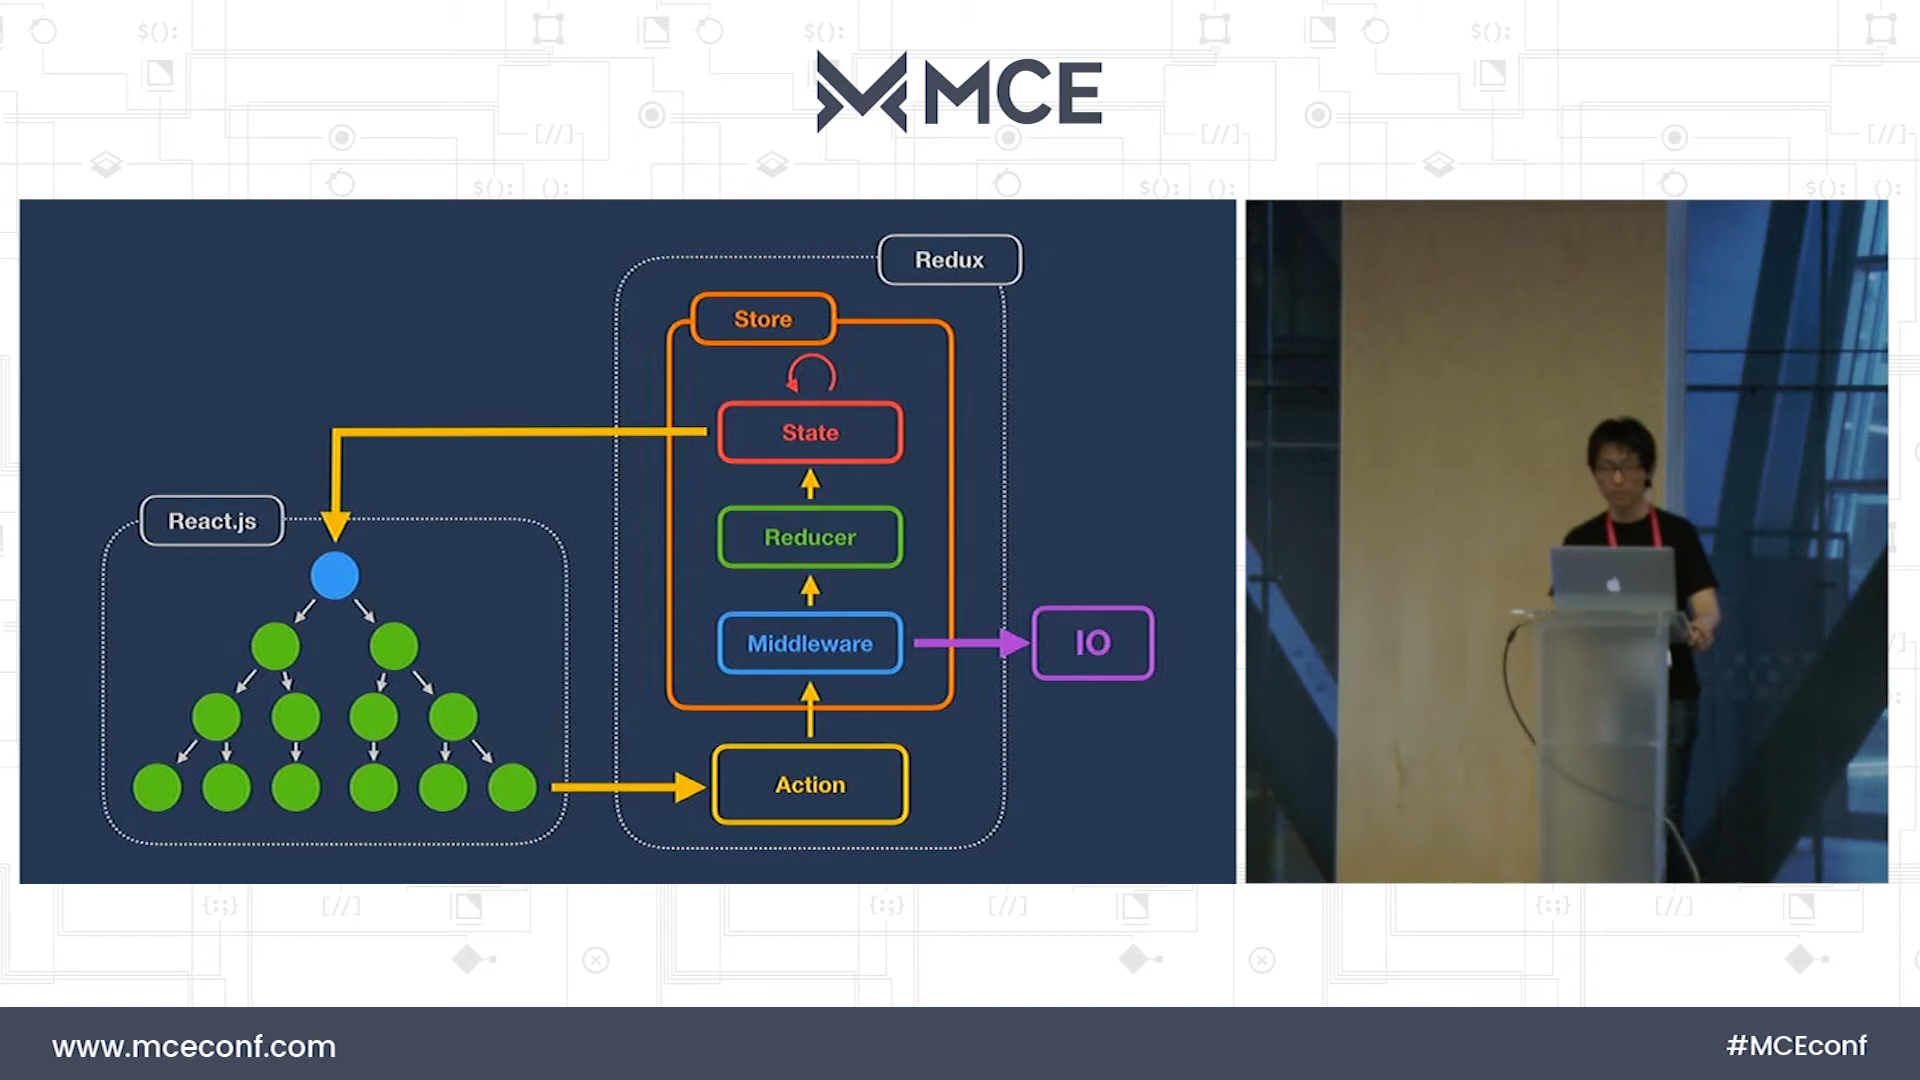 MCE
Redux
Store
State
React.js
Reducer
Middleware
IO
Action
www.mceconf.com
#MCEconf